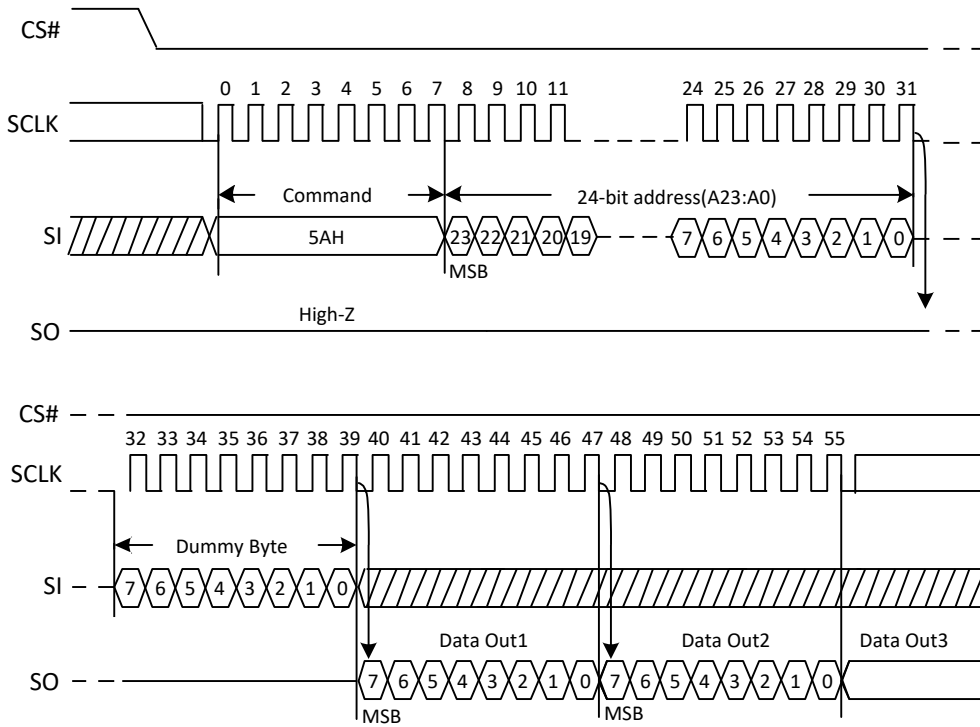 CS#
0 1 2 3 4 5 6 7 8 9 10 11 24 25 26 27 28 29 30 31
SCLK
Command 24-bit address(A23:A0)
SI 5AH 23 22 21 20 19 7 6 5 4 3 2 1 0
MSB
High-Z
SO
CS#
32 33 34 35 36 37 38 39 40 41 42 43 44 45 46 47 48 49 50 51 52 53 54 55
SCLK
Dummy Byte
SI 7 6 5 4 3 2 1 0
Data Out1 Data Out2 Data Out3
SO 7 6 5 4 3 2 1 0 7 6 5 4 3 2 1 0
MSB MSB